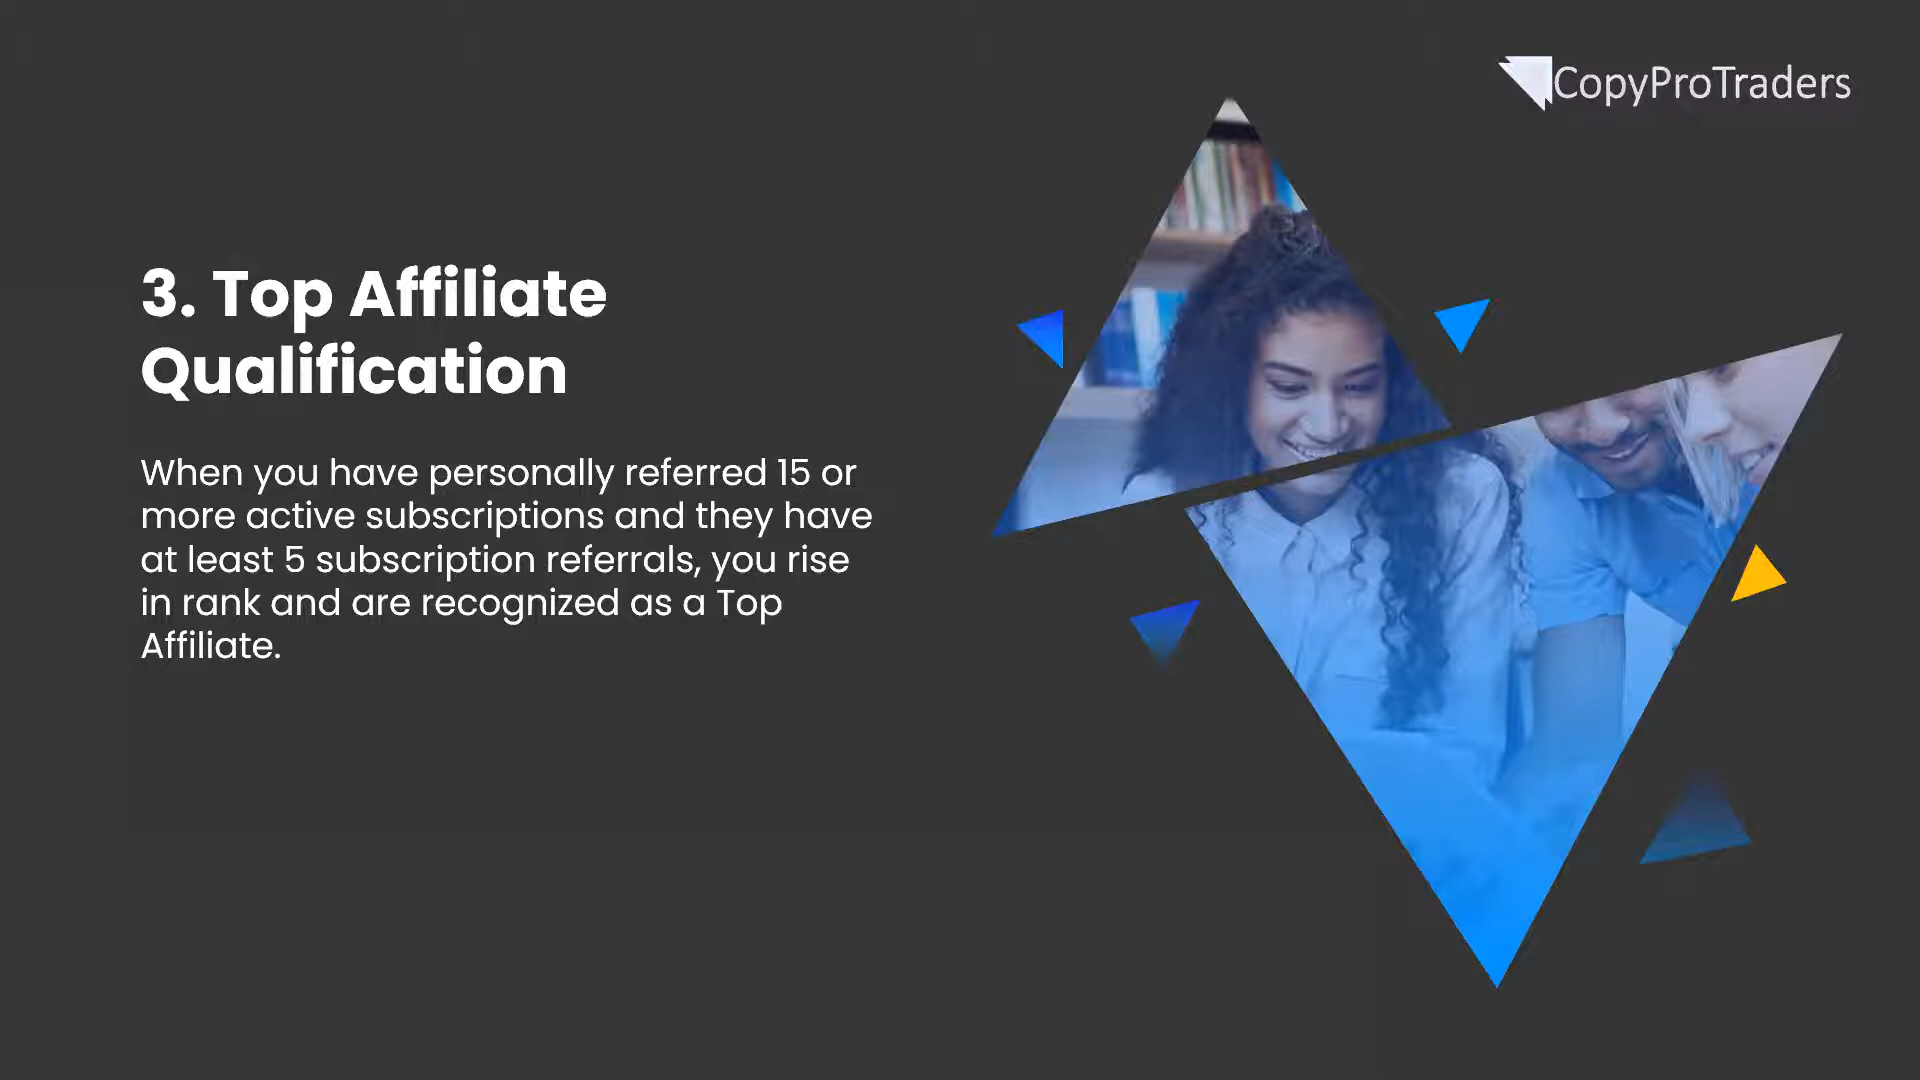 CopyProTraders
3. Top Affiliate
Qualification
When you have personally referred 15 or
more active subscriptions and they have
at least 5 subscription referrals, you rise
in rank and are recognized as a Top
Affiliate.